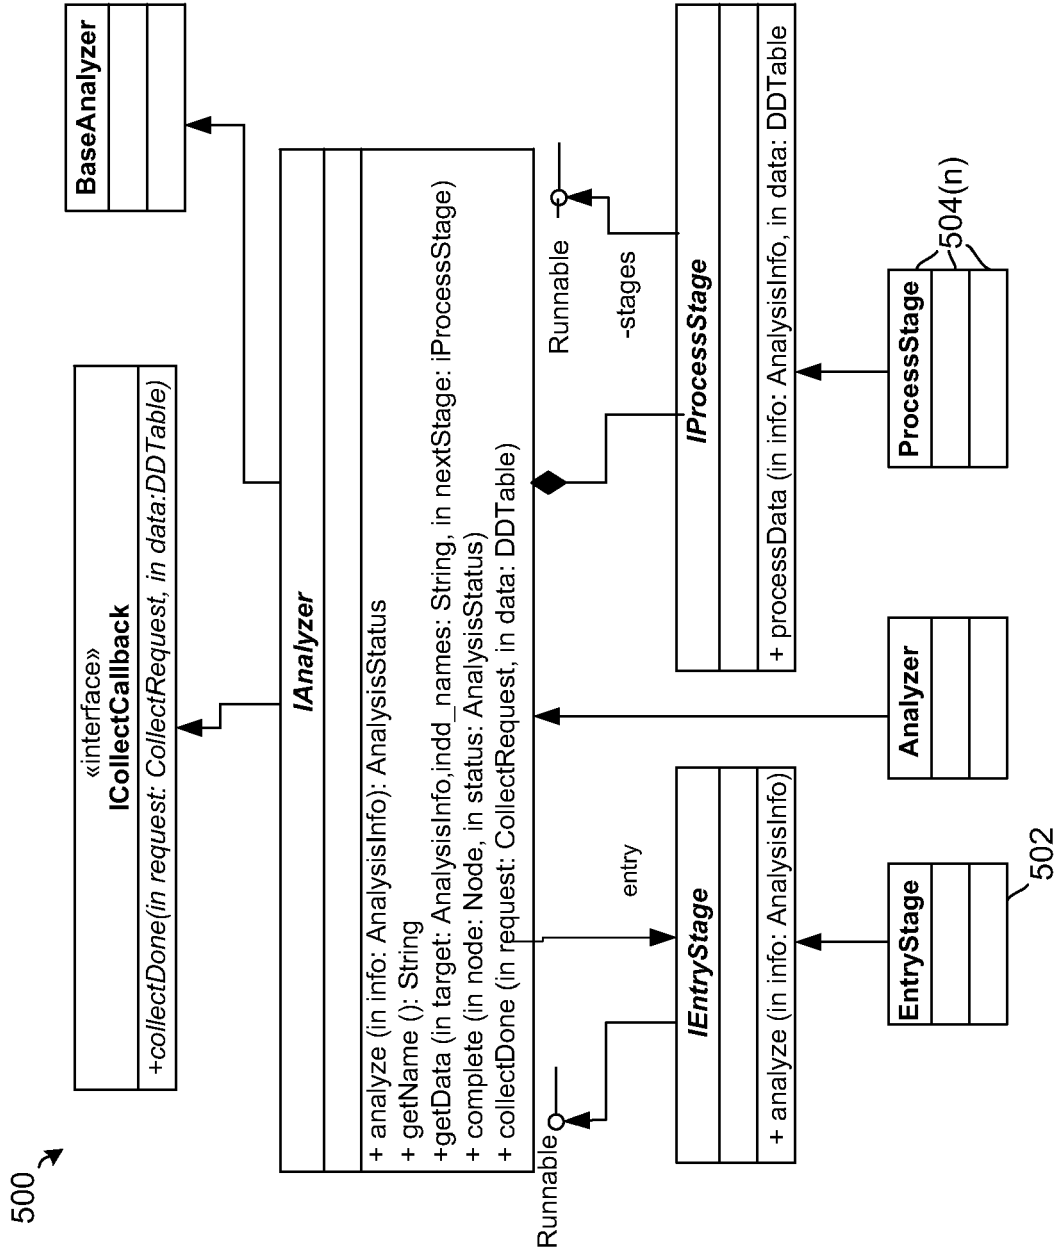 500
«interface»
ICollectCallback
+collectDone(in request: CollectRequest, in data:DDTable)
BaseAnalyzer
IAnalyzer
+ analyze (in info: AnalysisInfo): AnalysisStatus
+ getName (): String
+getData (in target: AnalysisInfo,indd_names: String, in nextStage: iProcessStage)
+ complete (in node: Node, in status: AnalysisStatus)
+ collectDone (in request: CollectRequest, in data: DDTable)
Runnable
entry
Runnable
-stages
IEntryStage
+ analyze (in info: AnalysisInfo)
IProcessStage
+ processData (in info: AnalysisInfo, in data: DDTable
EntryStage
502
Analyzer
ProcessStage
504(n)